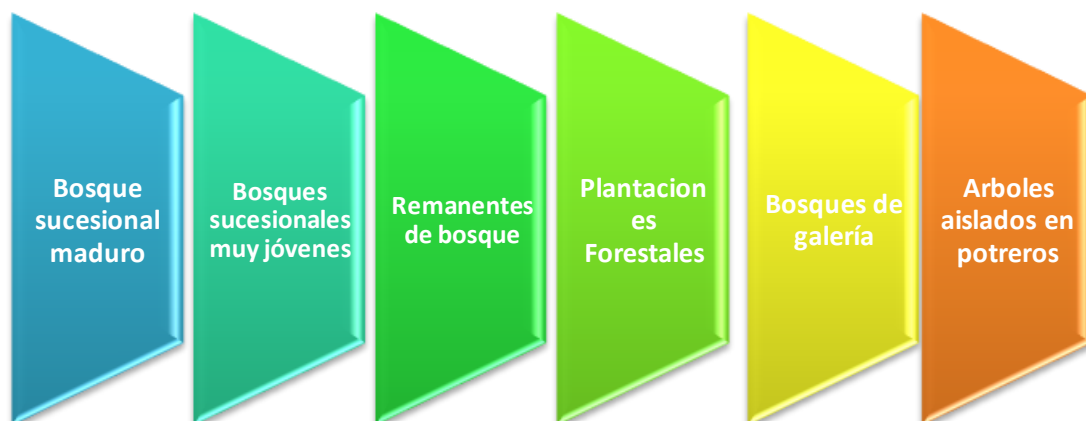 Bosque
sucesional
maduro
Bosques
sucesionales
muy jóvenes
Remanentes
de bosque
Plantacion
es
Forestales
Bosques de
galería
Arboles
aislados en
potreros